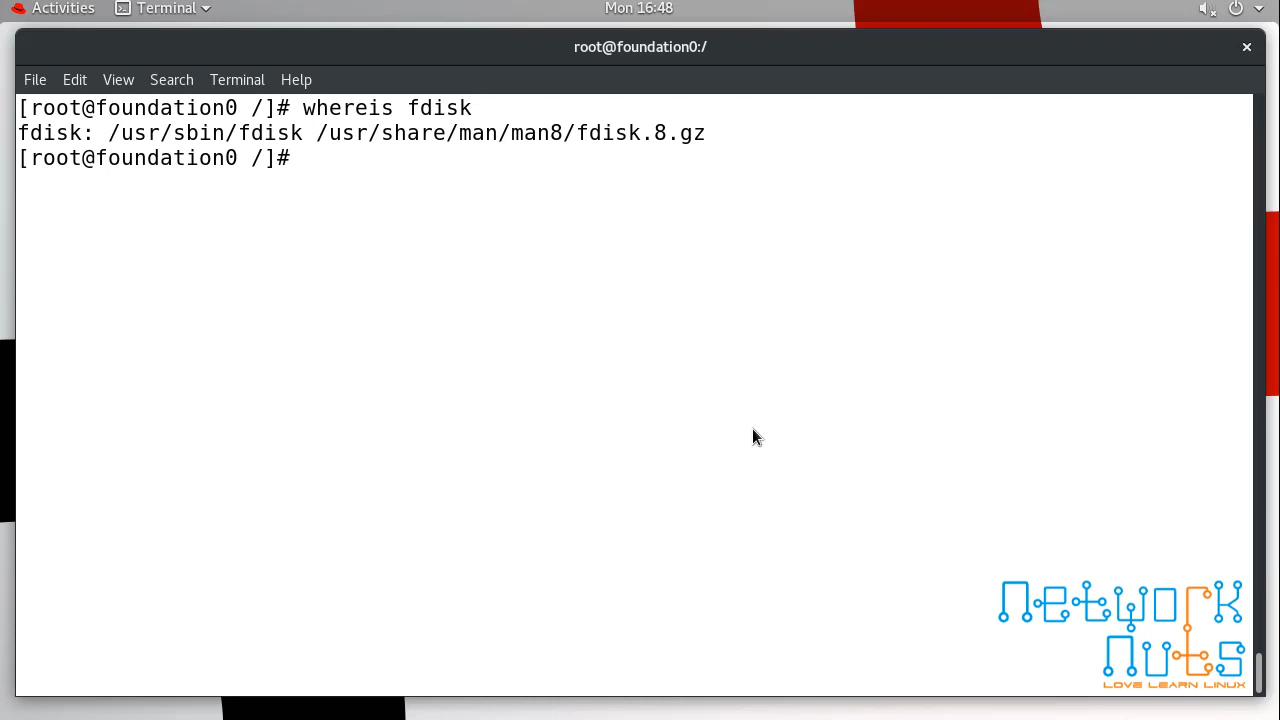 Activities Terminal Mon 16:48
root@foundation0:/
File Edit View Search Terminal Help
[root@foundation0 /]# whereis fdisk
fdisk: /usr/sbin/fdisk /usr/share/man/man8/fdisk.8.gz
[root@foundation0 /]#
network
nuts
LOVE LEARN LINUX